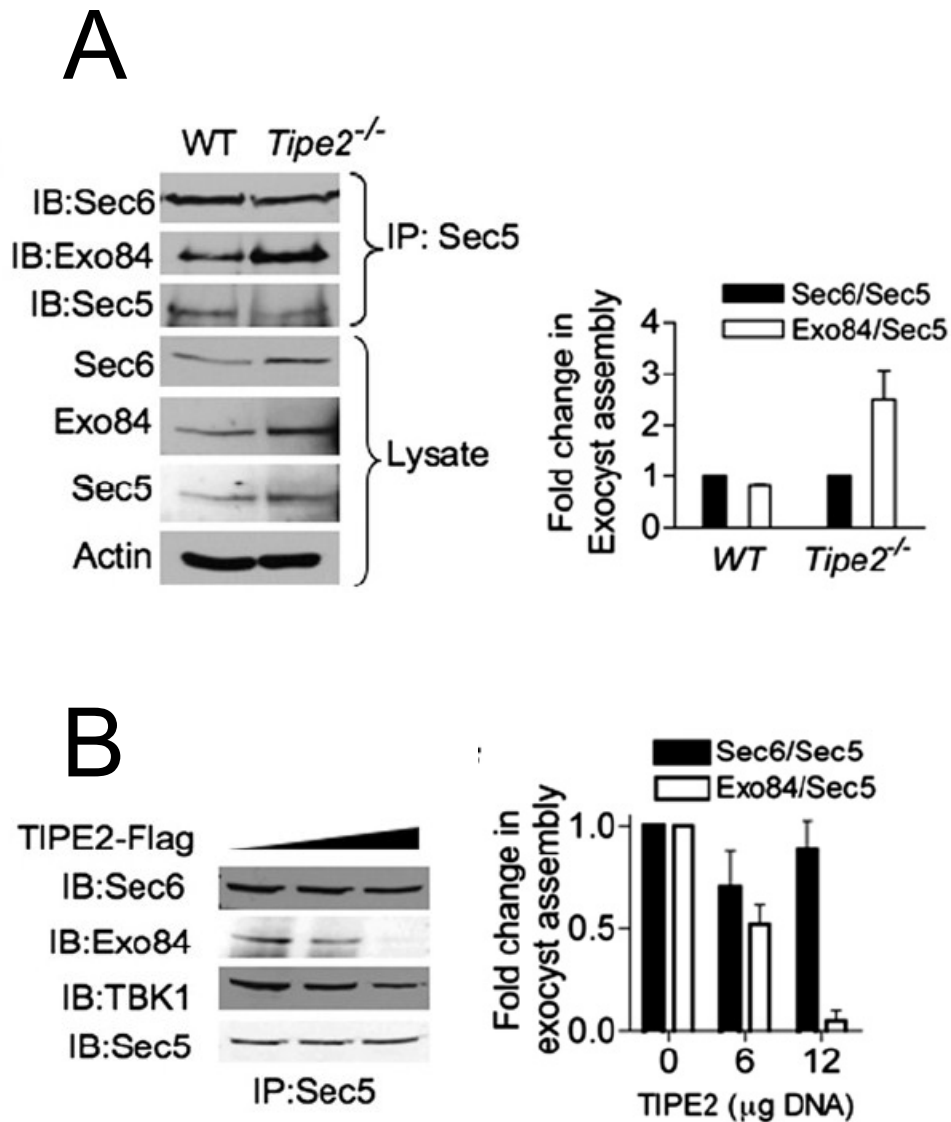 A
WT Tipe2-/-
IB:Sec6
IB:Exo84
IB:Sec5
IP: Sec5
Sec6
Exo84
Sec5
Actin
Lysate
Sec6/Sec5
Exo84/Sec5
Fold change in
Exocyst assembly
4
3
2
1
0
WT Tipe2-/-
B
TIPE2-Flag
IB:Sec6
IB:Exo84
IB:TBK1
IB:Sec5
IP:Sec5
Sec6/Sec5
Exo84/Sec5
Fold change in
exocyst assembly
1.0
0.5
0.0
0 6 12
TIPE2 (μg DNA)